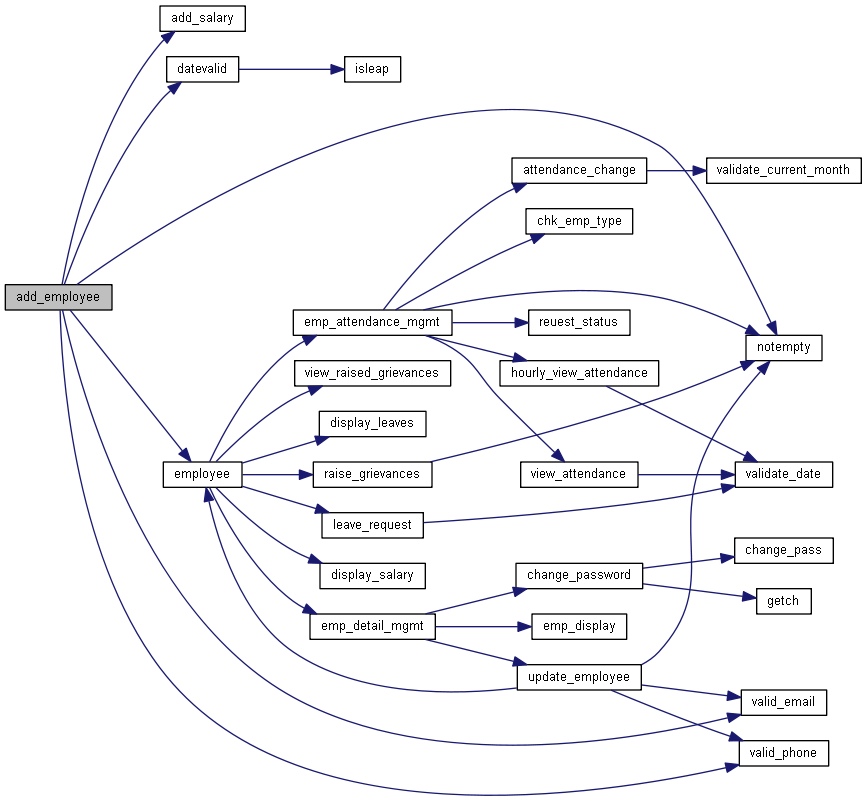 add_salary
datevalid
isleap
attendance_change
validate_current_month
chk_emp_type
add_employee
emp_attendance_mgmt
reuest_status
notempty
view_raised_grievances
hourly_view_attendance
display_leaves
employee
raise_grievances
view_attendance
validate_date
leave_request
change_pass
display_salary
change_password
getch
emp_detail_mgmt
emp_display
update_employee
valid_email
valid_phone